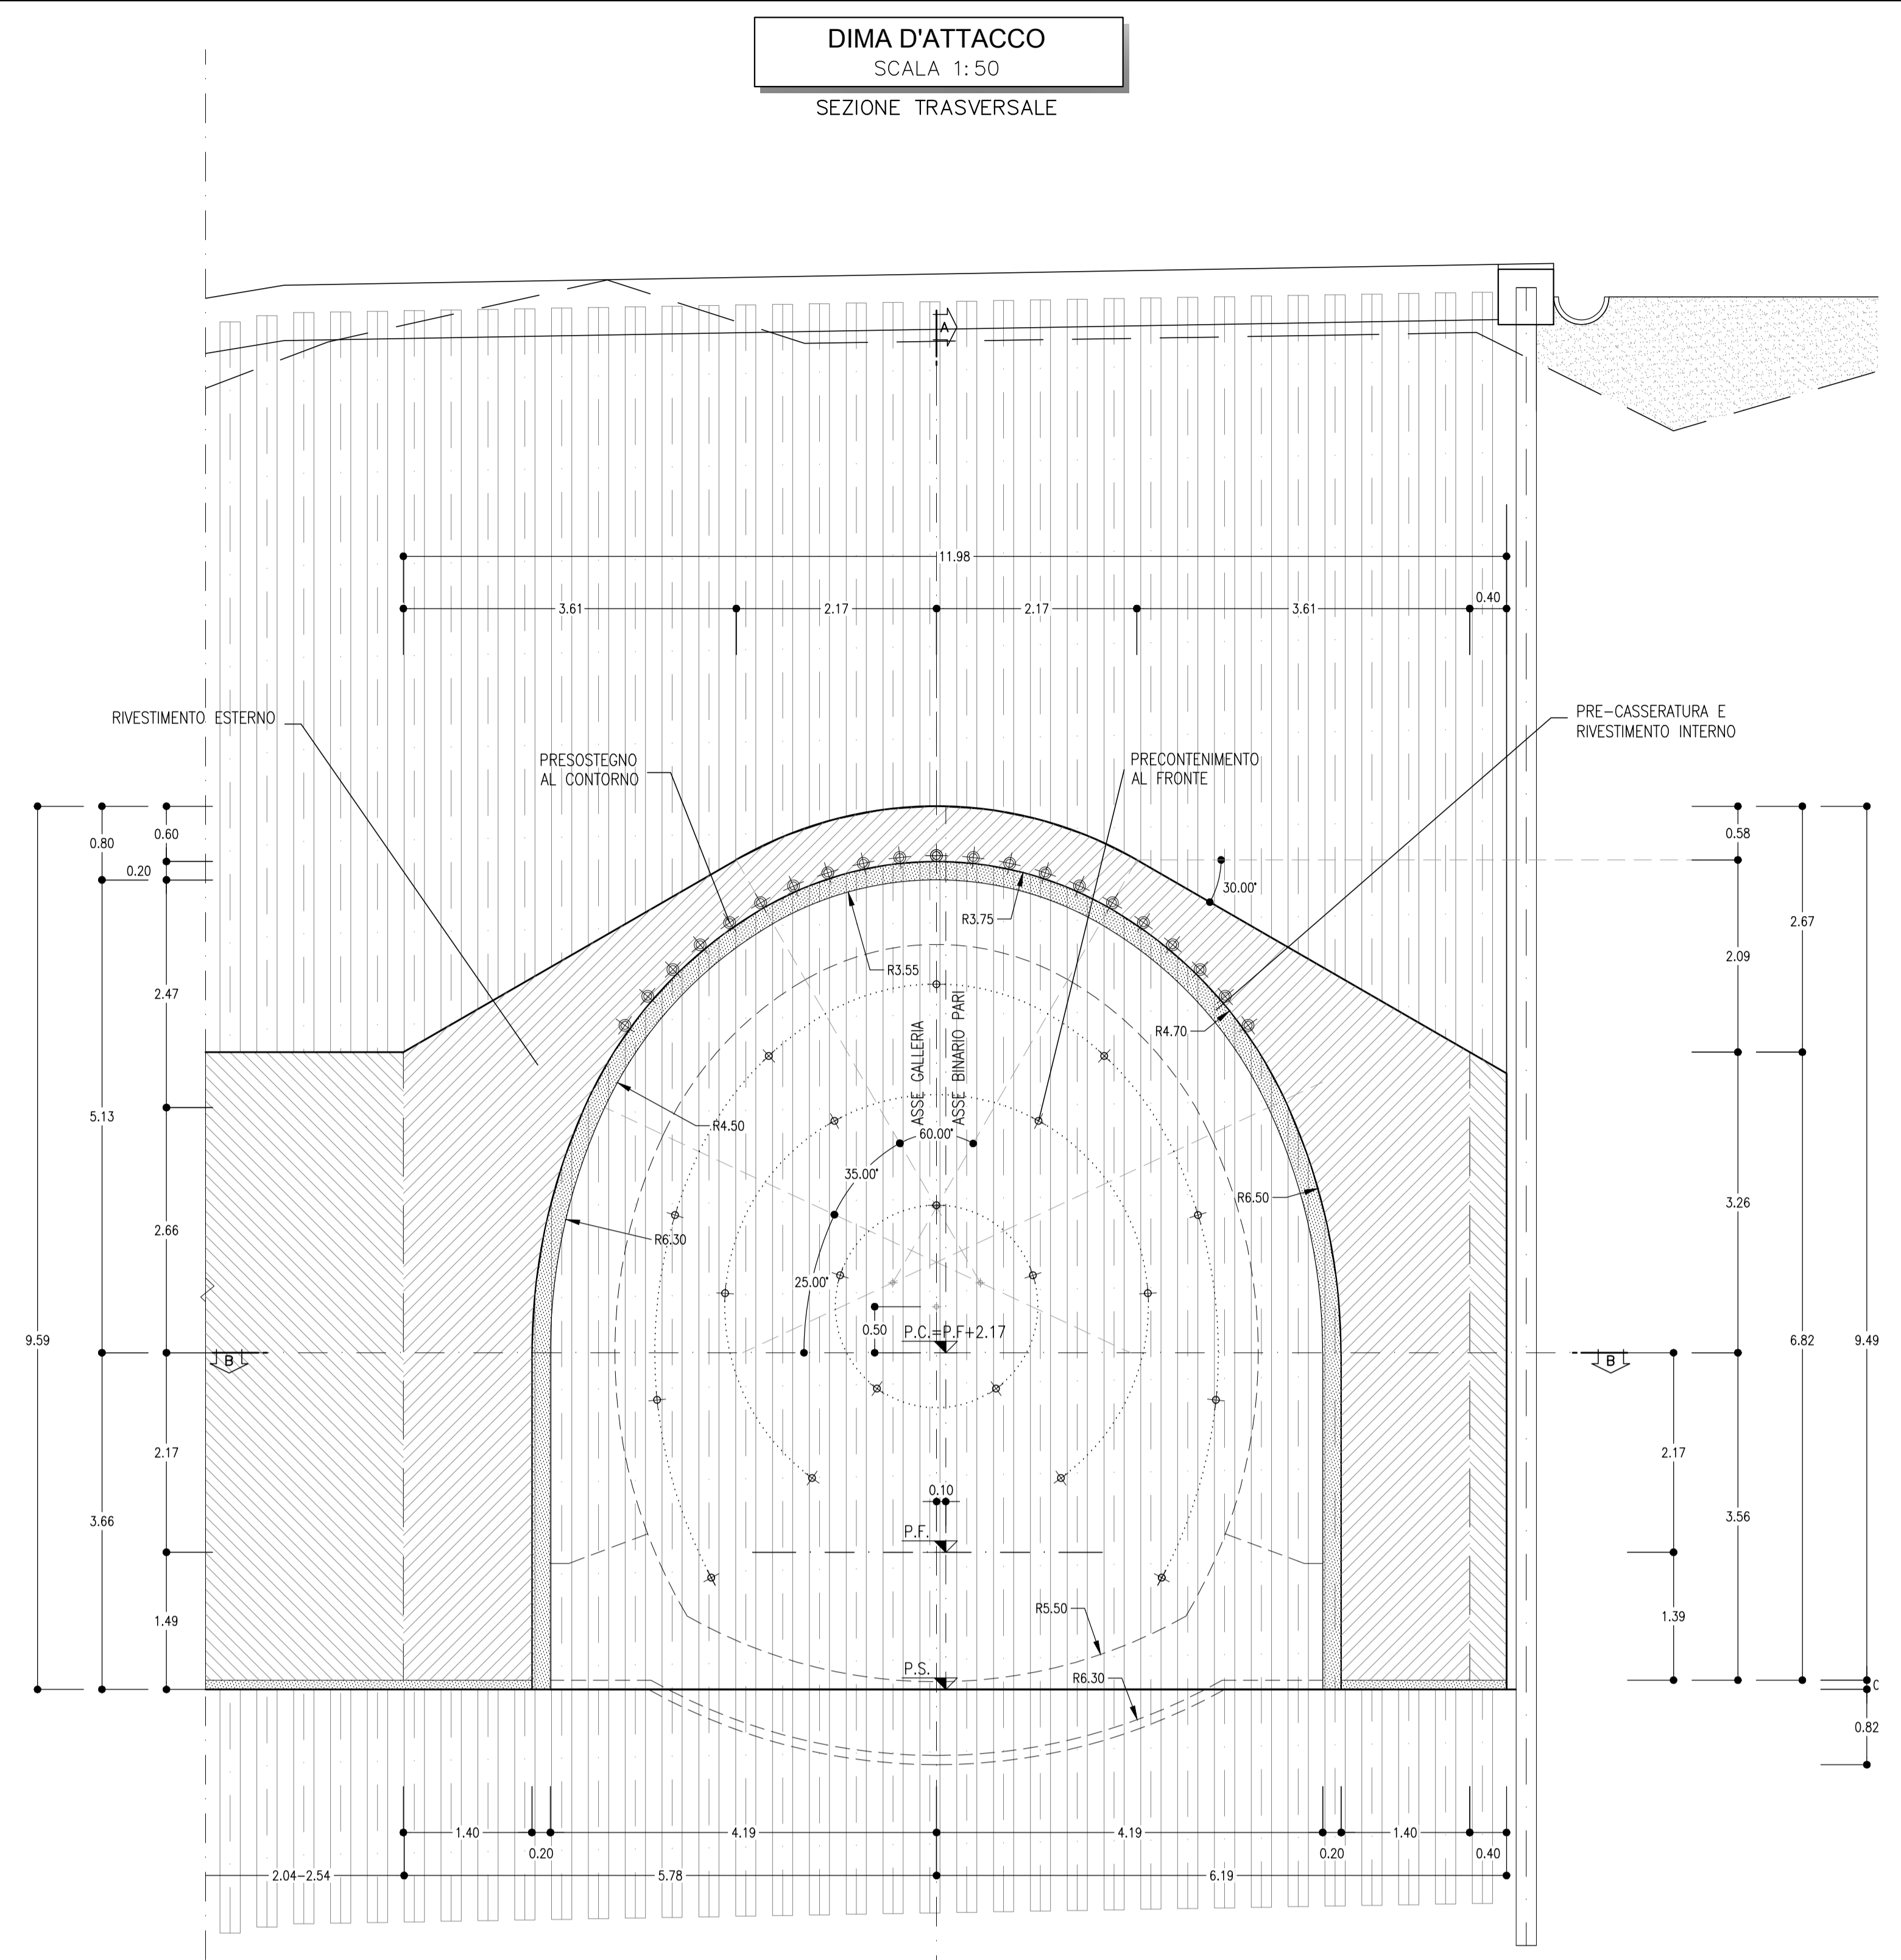 DIMA D'ATTACCO
SCALA 1:50
SEZIONE TRASVERSALE
A
11.98
3.61
2.17
2.17
3.61
0.40
RIVESTIMENTO ESTERNO
PRESOSTEGNO
AL CONTORNO
PRECONTENIMENTO
AL FRONTE
PRE-CASSERATURA E
RIVESTIMENTO INTERNO
0.80
0.60
0.20
0.58
30.00°
R3.75
2.67
2.09
R3.55
2.47
ASSE GALLERIA
ASSE BINARIO PARI
R4.70
5.13
R4.50
60.00°
35.00°
R6.50
3.26
2.66
R6.30
25.00°
0.50
P.C.=P.F+2.17
9.59
6.82
9.49
B
B
2.17
2.17
0.10
3.66
P.F.
3.56
1.49
R5.50
1.39
P.S.
R6.30
0.82
1.40
0.20
4.19
4.19
0.20
1.40
0.40
2.04-2.54
5.78
6.19